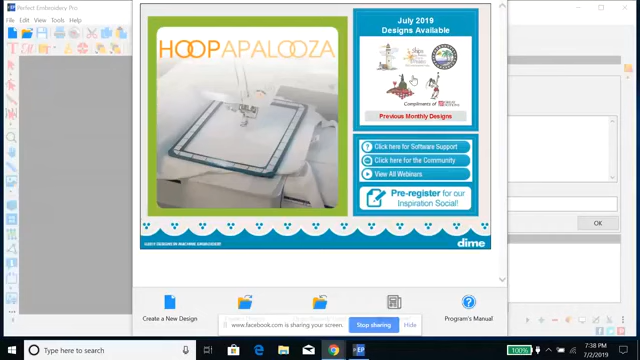 Perfect Embroidery Pro
File Edit View Tools Help
HOOPAPALOOZA
July 2019
Designs Available
Compliments of
Previous Monthly Designs
Click here for Software Support
Click here for the Community
View All Webinars
Pre-register for our
Inspiration Social!
OK
dime
Create a New Design
Program's Manual
www.facebook.com is sharing your screen.
Stop sharing
Hide
Type here to search
100%
7:38 PM
7/2/2019